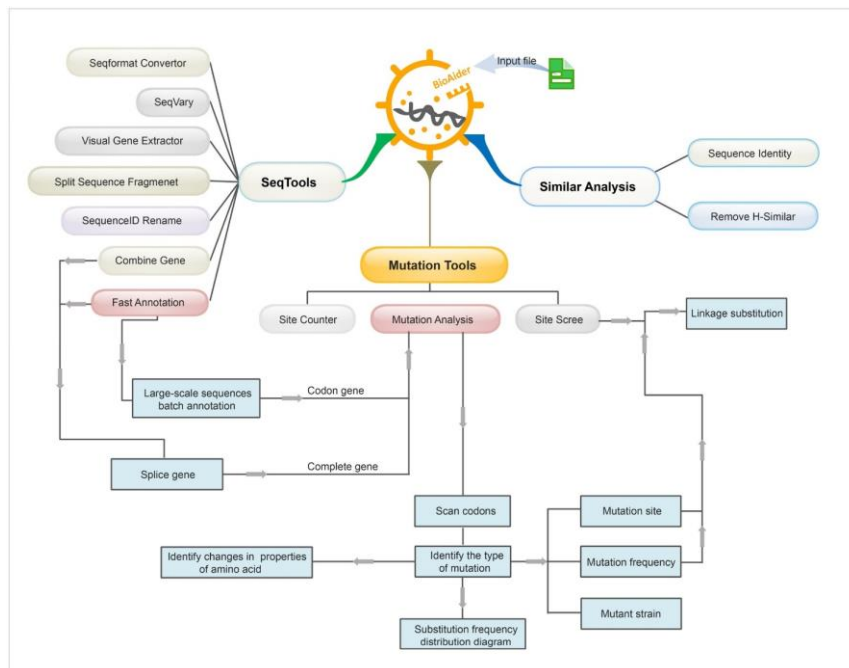 Input file
BioAider
Seqformat Convertor
SeqVary
Visual Gene Extractor
Split Sequence Fragmenet
SequenceID Rename
Combine Gene
Fast Annotation
SeqTools
Similar Analysis
Sequence Identity
Remove H-Similar
Mutation Tools
Site Counter
Mutation Analysis
Site Scree
Linkage substitution
Large-scale sequences
batch annotation
Codon gene
Splice gene
Complete gene
Scan codons
Mutation site
Identify changes in properties
of amino acid
Identify the type
of mutation
Mutation frequency
Mutant strain
Substitution frequency
distribution diagram